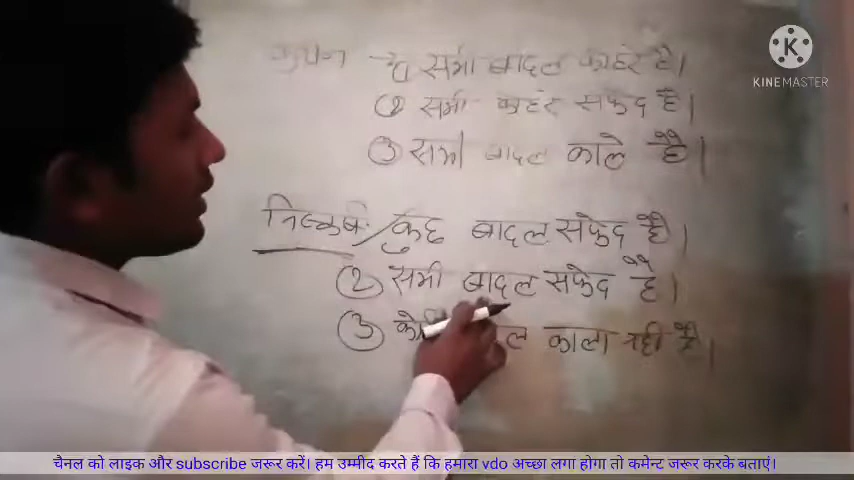 KINEMASTER
कथन → ① सभी बादल कोहरे है।
② सभी कोहरे सफेद है।
③ सभी बादल काले हैै।
निष्कर्ष / कुछ बादल सफेद हैै।
② सभी बादल सफेद हैै।
③ काला नही हैै।
चैनल को लाइक और subscribe जरूर करें। हम उम्मीद करते हैं कि हमारा vdo अच्छा लगा होगा तो कमेन्ट जरूर करके बताएं।